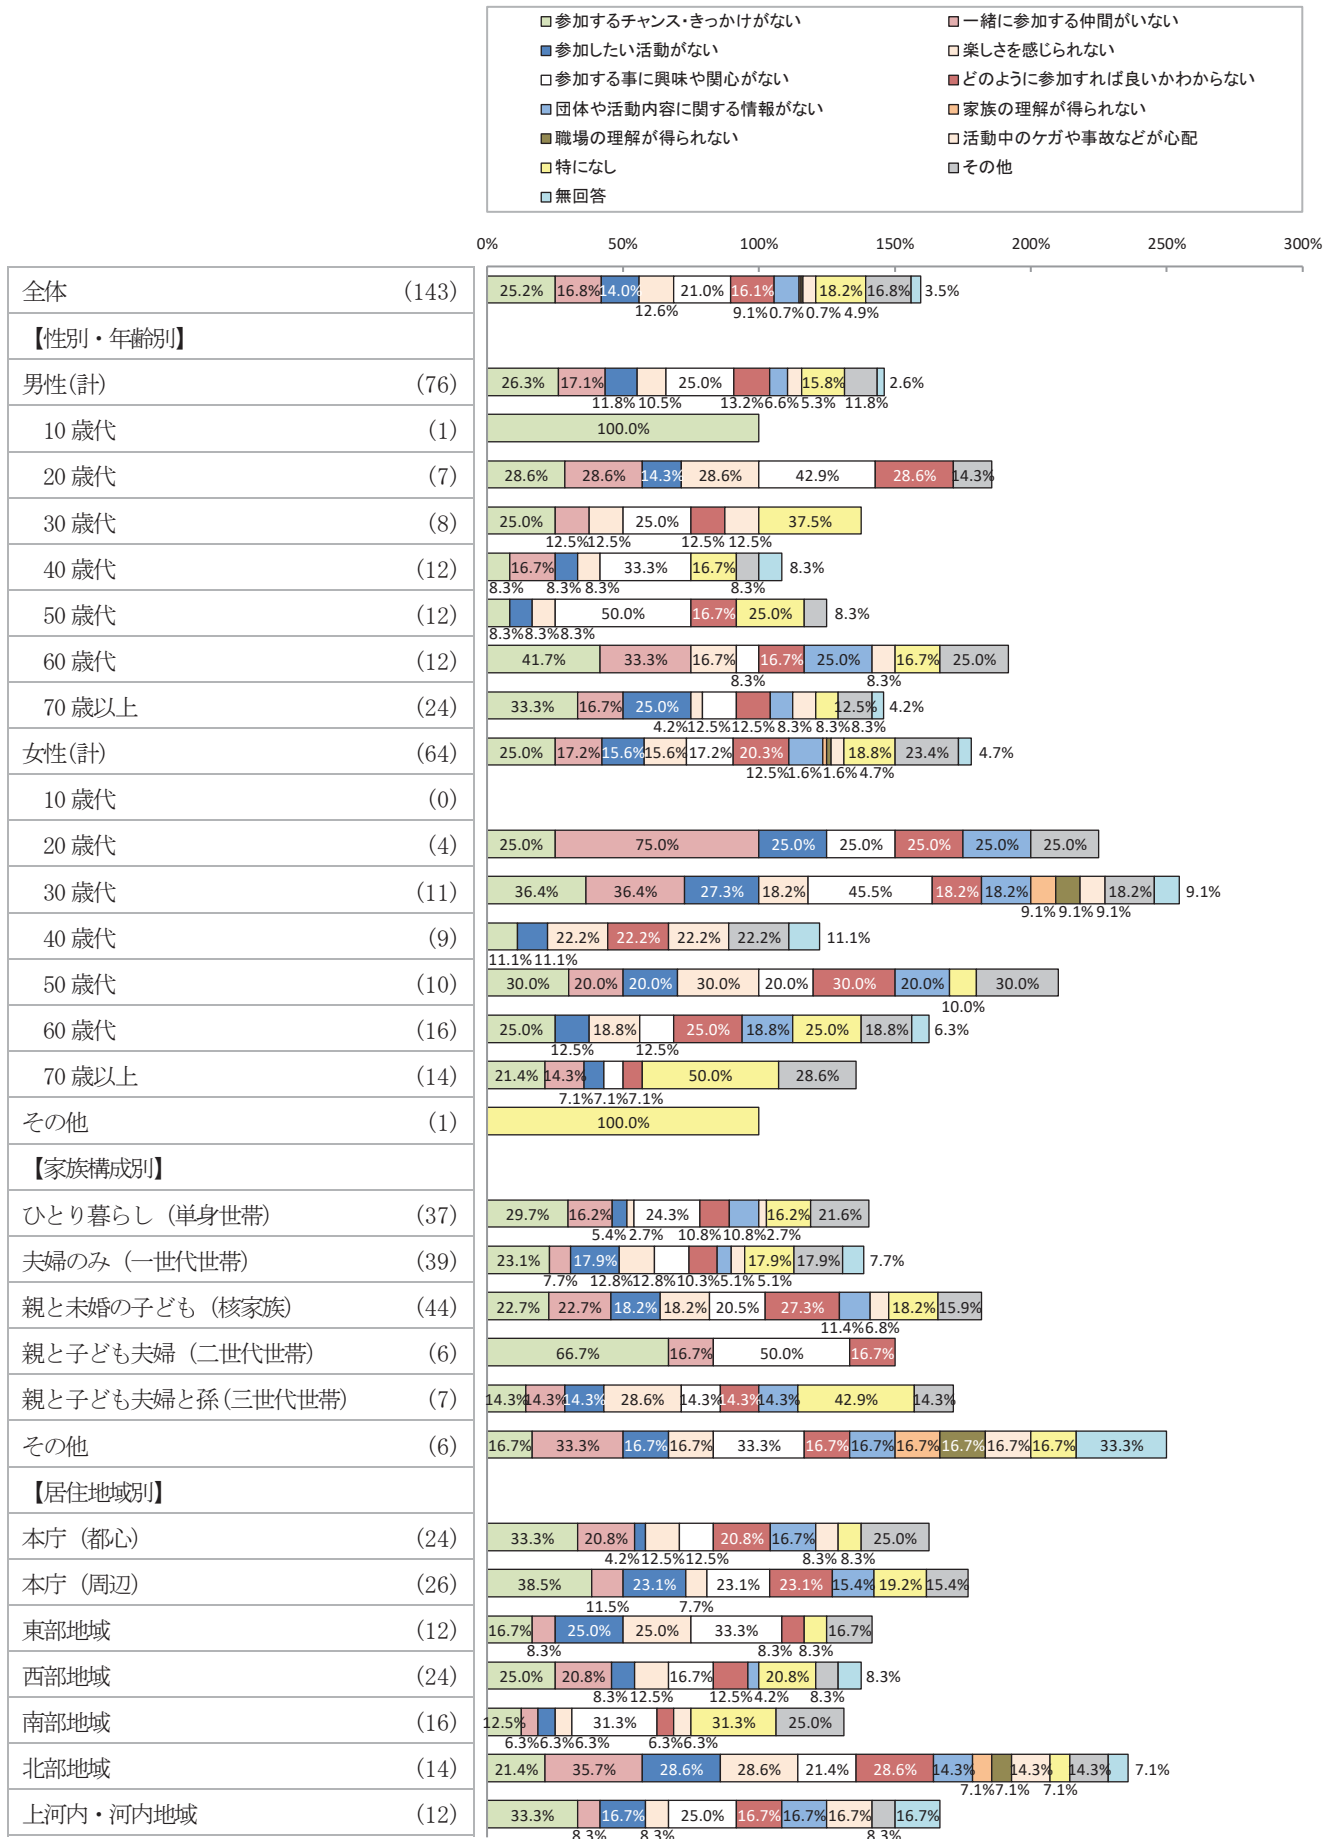 参加するチャンス・きっかけがない 一緒に参加する仲間がいない
参加したい活動がない 楽しさを感じられない
参加する事に興味や関心がない どのように参加すれば良いかわからない
団体や活動内容に関する情報がない 家族の理解が得られない
職場の理解が得られない 活動中のケガや事故などが心配
特になし その他
無回答
0% 50% 100% 150% 200% 250% 300%
全体 (143) 25.2% 16.8% 14.0% 21.0% 16.1% 18.2% 16.8% 3.5%
12.6% 9.1% 0.7% 0.7% 4.9%
【性別・年齢別】
男性(計) (76) 26.3% 17.1% 25.0% 15.8% 2.6%
11.8% 10.5% 13.2% 6.6% 5.3% 11.8%
10 歳代 (1) 100.0%
20 歳代 (7) 28.6% 28.6% 14.3% 28.6% 42.9% 28.6% 14.3%
30 歳代 (8) 25.0% 25.0% 37.5%
12.5% 12.5% 12.5% 12.5%
40 歳代 (12) 16.7% 33.3% 16.7% 8.3%
8.3% 8.3% 8.3% 8.3%
50 歳代 (12) 50.0% 16.7% 25.0% 8.3%
8.3% 8.3% 8.3%
60 歳代 (12) 41.7% 33.3% 16.7% 16.7% 25.0% 16.7% 25.0%
8.3% 8.3%
70 歳以上 (24) 33.3% 16.7% 25.0% 12.5% 4.2%
4.2% 12.5% 12.5% 8.3% 8.3% 8.3%
女性(計) (64) 25.0% 17.2% 15.6% 15.6% 17.2% 20.3% 18.8% 23.4% 4.7%
12.5% 1.6% 1.6% 4.7%
10 歳代 (0)
20 歳代 (4) 25.0% 75.0% 25.0% 25.0% 25.0% 25.0% 25.0%
30 歳代 (11) 36.4% 36.4% 27.3% 18.2% 45.5% 18.2% 18.2% 18.2% 9.1%
9.1% 9.1% 9.1%
40 歳代 (9) 22.2% 22.2% 22.2% 22.2% 11.1%
11.1% 11.1%
50 歳代 (10) 30.0% 20.0% 20.0% 30.0% 20.0% 30.0% 20.0% 30.0%
10.0%
60 歳代 (16) 25.0% 18.8% 25.0% 18.8% 25.0% 18.8% 6.3%
12.5% 12.5%
70 歳以上 (14) 21.4% 14.3% 50.0% 28.6%
7.1% 7.1% 7.1%
その他 (1) 100.0%
【家族構成別】
ひとり暮らし（単身世帯） (37) 29.7% 16.2% 24.3% 16.2% 21.6%
5.4% 2.7% 10.8% 10.8% 2.7%
夫婦のみ（一世代世帯） (39) 23.1% 17.9% 17.9% 17.9% 7.7%
7.7% 12.8% 12.8% 10.3% 5.1% 5.1%
親と未婚の子ども（核家族） (44) 22.7% 22.7% 18.2% 18.2% 20.5% 27.3% 18.2% 15.9%
11.4% 6.8%
親と子ども夫婦（二世代世帯） (6) 66.7% 16.7% 50.0% 16.7%
親と子ども夫婦と孫(三世代世帯) (7) 14.3% 14.3% 14.3% 28.6% 14.3% 14.3% 14.3% 42.9% 14.3%
その他 (6) 16.7% 33.3% 16.7% 16.7% 33.3% 16.7% 16.7% 16.7% 16.7% 16.7% 16.7% 33.3%
【居住地域別】
本庁（都心） (24) 33.3% 20.8% 20.8% 16.7% 25.0%
4.2% 12.5% 12.5% 8.3% 8.3%
本庁（周辺） (26) 38.5% 23.1% 23.1% 23.1% 15.4% 19.2% 15.4%
11.5% 7.7%
東部地域 (12) 16.7% 25.0% 25.0% 33.3% 16.7%
8.3% 8.3% 8.3%
西部地域 (24) 25.0% 20.8% 16.7% 20.8% 8.3%
8.3% 12.5% 12.5% 4.2% 8.3%
南部地域 (16) 12.5% 31.3% 31.3% 25.0%
6.3% 6.3% 6.3% 6.3% 6.3%
北部地域 (14) 21.4% 35.7% 28.6% 28.6% 21.4% 28.6% 14.3% 14.3% 14.3% 7.1%
7.1% 7.1% 7.1%
上河内・河内地域 (12) 33.3% 16.7% 25.0% 16.7% 16.7% 16.7% 16.7%
8.3% 8.3% 8.3%